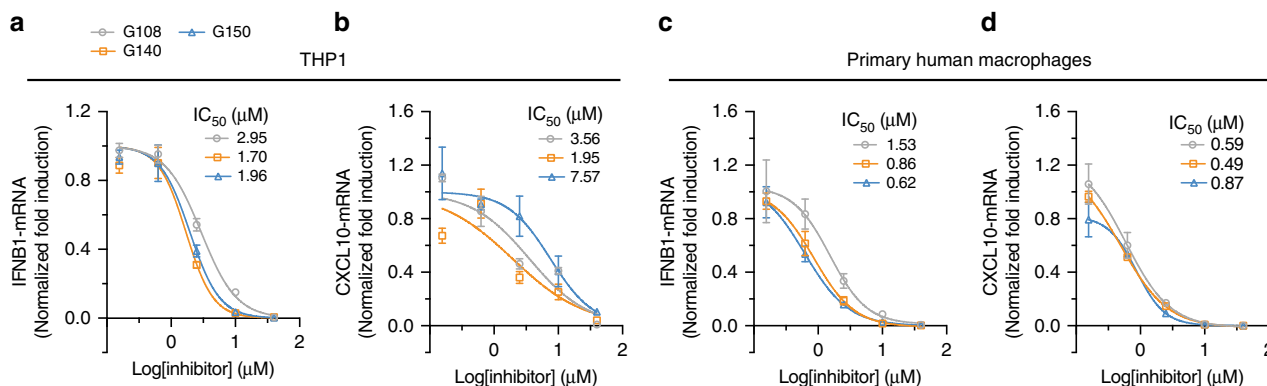 a
G108
G150
G140
b
THP1
c
d
Primary human macrophages
IFNB1-mRNA
(Normalized fold induction)
1.2
0.8
0.4
0.0
IC50 (μM)
2.95
1.70
1.96
0
2
Log[inhibitor] (μM)
CXCL10-mRNA
(Normalized fold induction)
1.6
1.2
0.8
0.4
0.0
IC50 (μM)
3.56
1.95
7.57
0
2
Log[inhibitor] (μM)
IFNB1-mRNA
(Normalized fold induction)
1.6
1.2
0.8
0.4
0.0
IC50 (μM)
1.53
0.86
0.62
0
2
Log[inhibitor] (μM)
CXCL10-mRNA
(Normalized fold induction)
1.6
1.2
0.8
0.4
0.0
IC50 (μM)
0.59
0.49
0.87
0
1
2
Log[inhibitor] (μM)